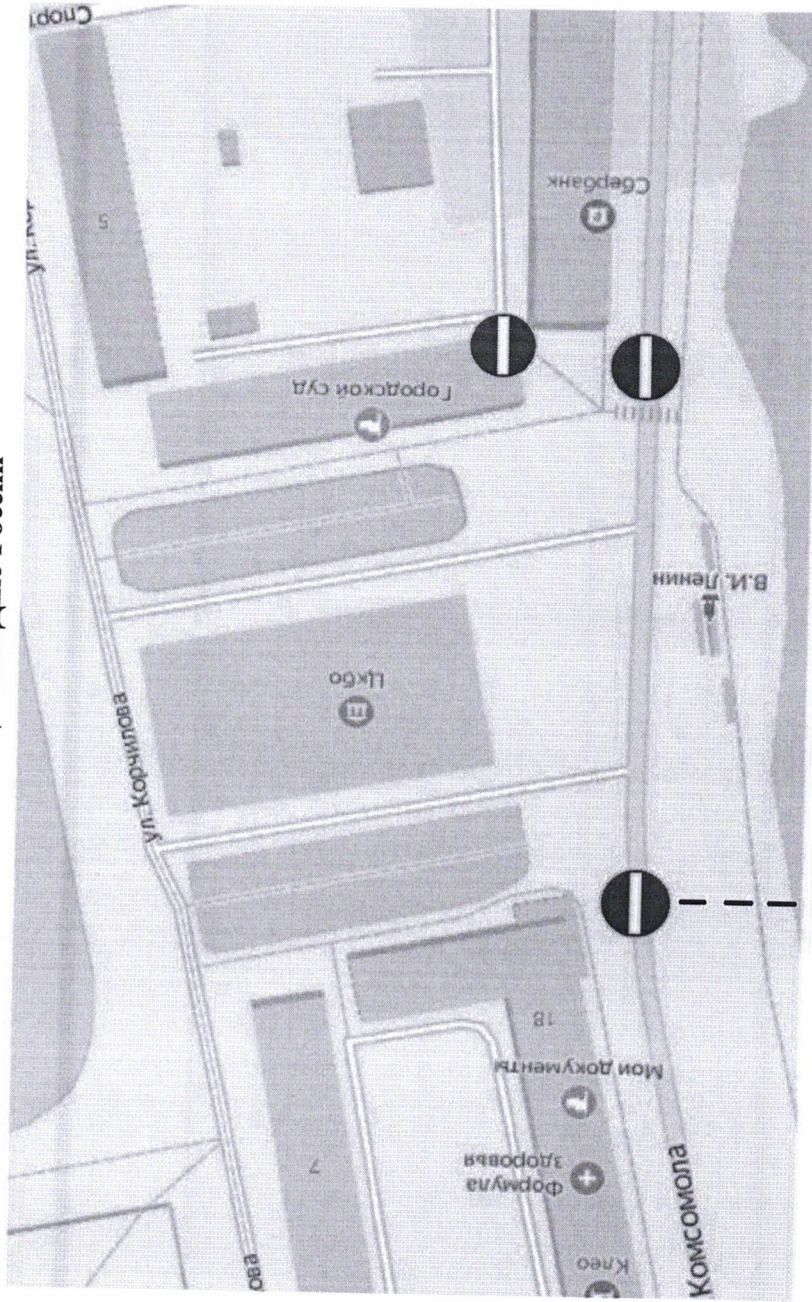 России
Спорт
ул. Кор
5
Сбербанк
Городской суд
В.И. Ленин
Цкбо
ул. Корчилова
18
Мои документы
Формула
здоровья
7
Клео
Комсомола
ова